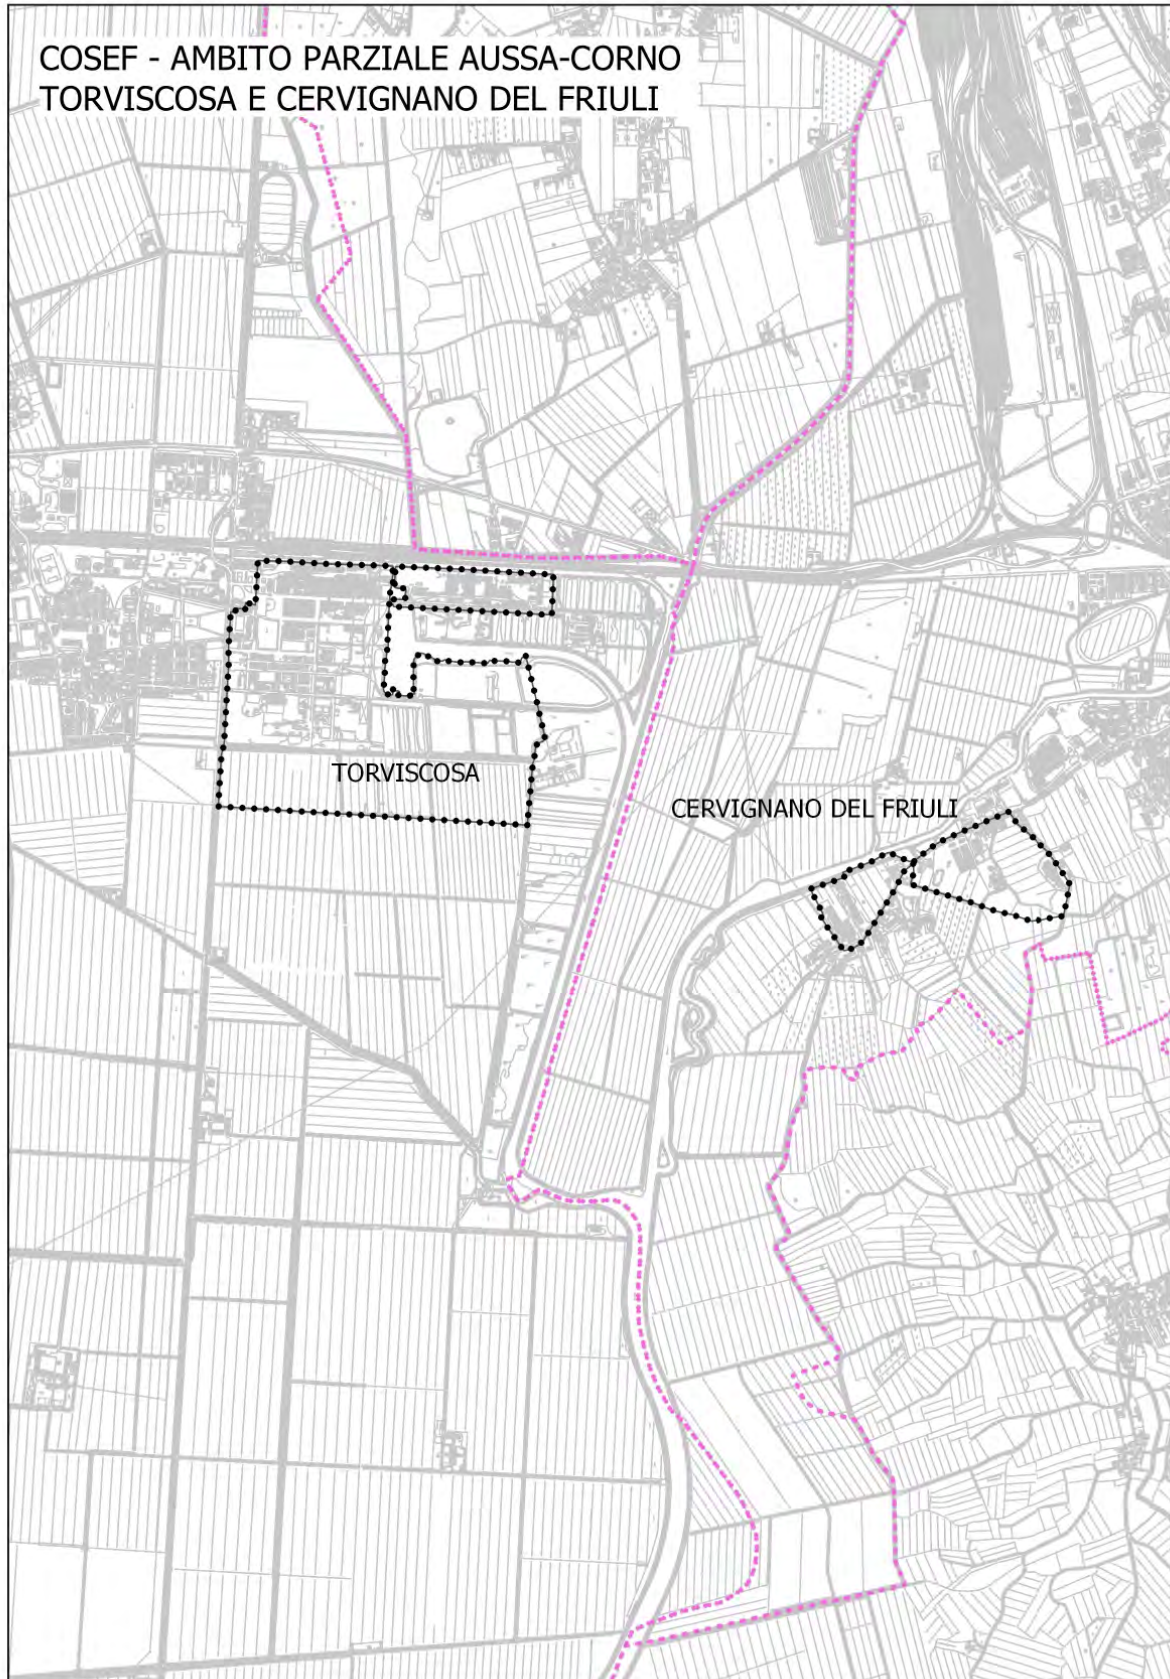 COSEF - AMBITO PARZIALE AUSSA-CORNO
TORVISCOSA E CERVIGNANO DEL FRIULI
TORVISCOSA
CERVIGNANO DEL FRIULI